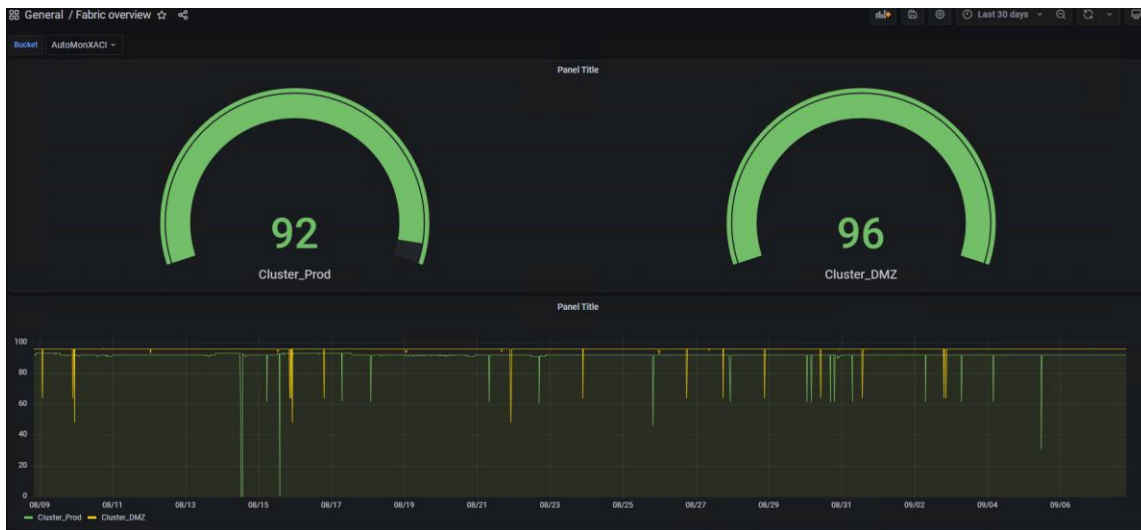 General / Fabric overview
Last 30 days
Bucket AutoMonXACI
Panel Title
92
Cluster_Prod
96
Cluster_DMZ
Panel Title
100
80
60
40
20
0
08/09 08/11 08/13 08/15 08/17 08/19 08/21 08/23 08/25 08/27 08/29 08/31 09/02 09/04 09/06
Cluster_Prod Cluster_DMZ